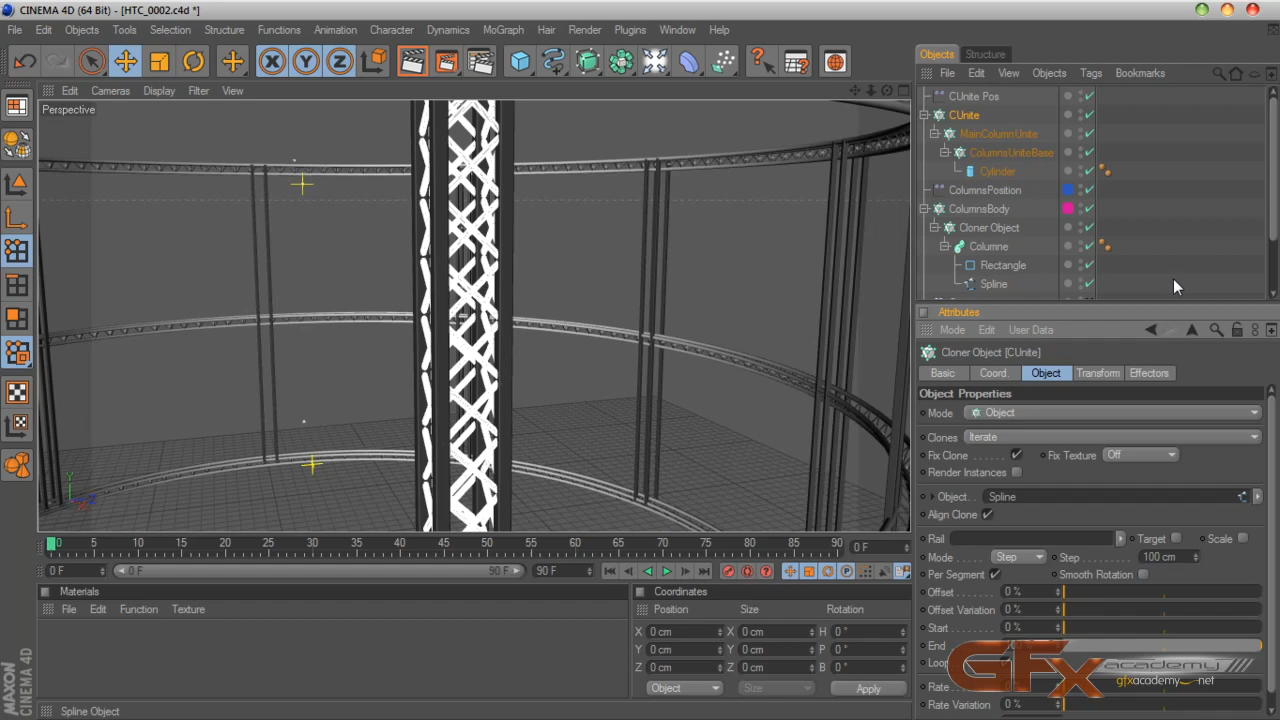 CINEMA 4D (64 Bit) - [HTC_0002.c4d *]
File Edit Objects Tools Selection Structure Functions Animation Character Dynamics MoGraph Hair Render Plugins Window Help
Objects Structure
File Edit View Objects Tags Bookmarks
Edit Cameras Display Filter View
Perspective
CUnite Pos
CUnite
MainColumnUnite
ColumnsUniteBase
Cylinder
ColumnsPosition
ColumnsBody
Cloner Object
Columne
Rectangle
Spline
Attributes
Mode Edit User Data
Cloner Object [CUnite]
Basic Coord. Object Transform Effectors
Object Properties
Mode Object
Clones Iterate
Fix Clone Fix Texture Off
Render Instances
Object. Spline
Align Clone
Rail Target Scale
Mode Step Step 100 cm
Per Segment Smooth Rotation
Offset 0 %
Offset Variation 0 %
Start 0 %
End
Loop
Rate
Rate Variation 0 %
0 5 10 15 20 25 30 35 40 45 50 55 60 65 70 75 80 85 90 0 F
0 F 0 F 90 F 90 F
Materials
File Edit Function Texture
Coordinates
Position Size Rotation
X 0 cm X 0 cm H 0 °
Y 0 cm Y 0 cm P 0 °
Z 0 cm Z 0 cm B 0 °
Object Size Apply
Spline Object
MAXON
CINEMA 4D
GFx academy
gfxacademy net